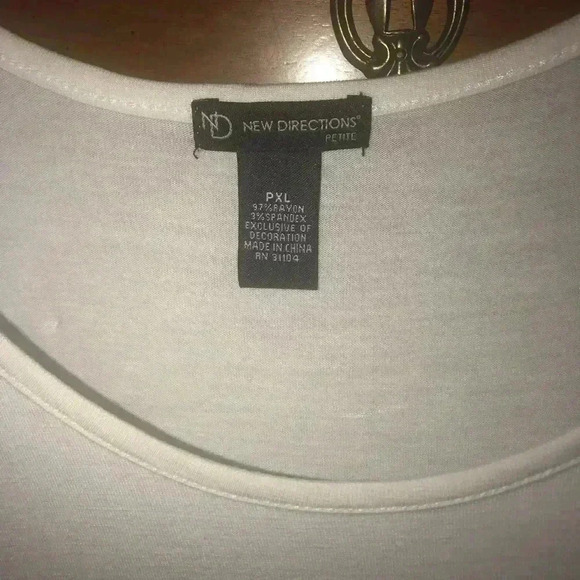 ND NEW DIRECTIONS®
PETITE
PXL
97%RAYON
3%SPANDEX
EXCLUSIVE OF
DECORATION
MADE IN CHINA
RN 31104